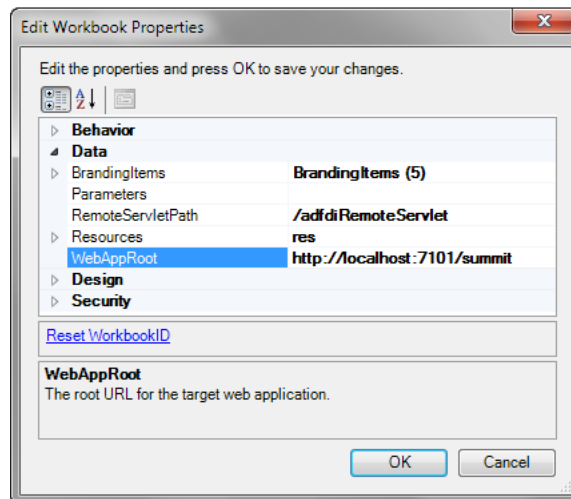 Edit Workbook Properties
Edit the properties and press OK to save your changes.
Behavior
Data
BrandingItems BrandingItems (5)
Parameters
RemoteServletPath /adfdiRemoteServlet
Resources res
WebAppRoot http://localhost:7101/summit
Design
Security
Reset WorkbookID
WebAppRoot
The root URL for the target web application.
OK Cancel